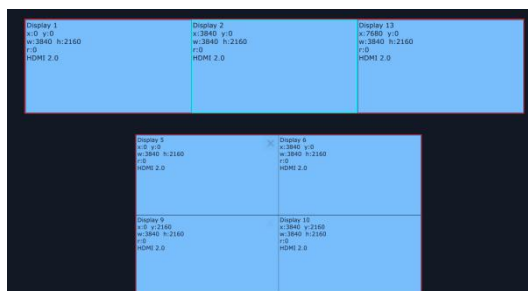 Display 1
x:0 y:0
w:3840 h:2160
r:0
HDMI 2.0
Display 2
x:3840 y:0
w:3840 h:2160
r:0
HDMI 2.0
Display 13
x:7680 y:0
w:3840 h:2160
r:0
HDMI 2.0
Display 5
x:0 y:0
w:3840 h:2160
r:0
HDMI 2.0
Display 6
x:3840 y:0
w:3840 h:2160
r:0
HDMI 2.0
Display 9
x:0 y:2160
w:3840 h:2160
r:0
HDMI 2.0
Display 10
x:3840 y:2160
w:3840 h:2160
r:0
HDMI 2.0